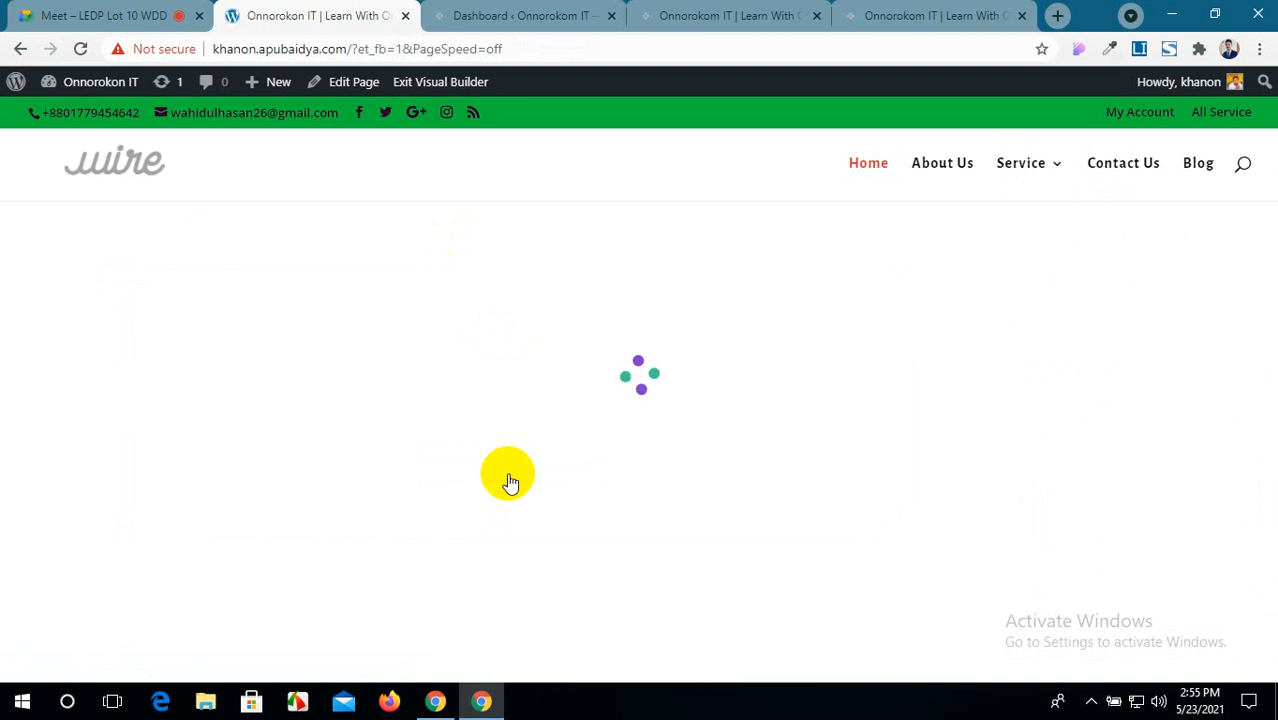 Meet – LEDP Lot 10 WDD
Onnorokon IT | Learn With O
Dashboard ‹ Onnorokom IT —
Onnorokom IT | Learn With O
Onnorokom IT | Learn With O
Not secure
khanon.apubaidya.com/?et_fb=1&PageSpeed=off
Onnorokon IT
1
0
New
Edit Page
Exit Visual Builder
Howdy, khanon
+8801779454642
wahidulhasan26@gmail.com
My Account
All Service
wire
Home
About Us
Service
Contact Us
Blog
Activate Windows
Go to Settings to activate Windows.
2:55 PM
5/23/2021